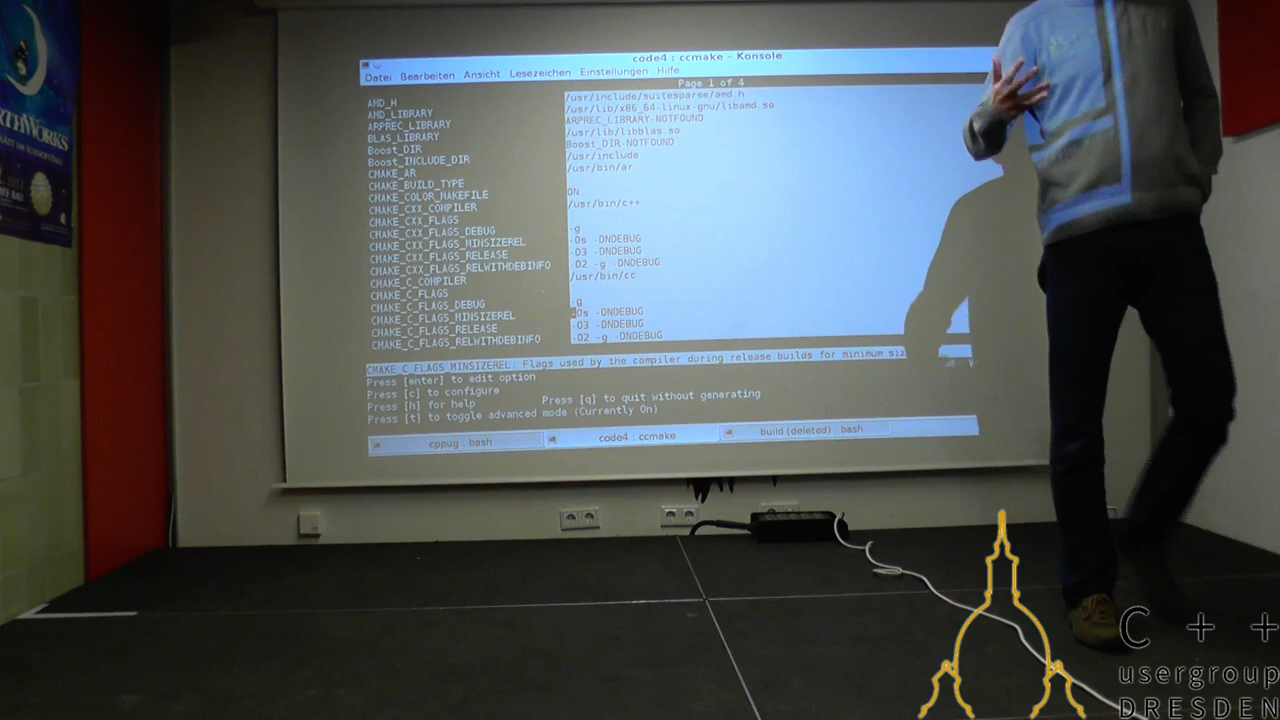 code4 : ccmake - Konsole
Datei Bearbeiten Ansicht Lesezeichen Einstellungen Hilfe
Page 1 of 4
AMD_H /usr/include/suitesparse/amd.h
AMD_LIBRARY /usr/lib/x86_64-linux-gnu/libamd.so
ARPREC_LIBRARY ARPREC_LIBRARY-NOTFOUND
BLAS_LIBRARY /usr/lib/libblas.so
Boost_DIR Boost_DIR-NOTFOUND
Boost_INCLUDE_DIR /usr/include
CMAKE_AR /usr/bin/ar
CMAKE_BUILD_TYPE
CMAKE_COLOR_MAKEFILE ON
CMAKE_CXX_COMPILER /usr/bin/c++
CMAKE_CXX_FLAGS
CMAKE_CXX_FLAGS_DEBUG -g
CMAKE_CXX_FLAGS_MINSIZEREL -Os -DNDEBUG
CMAKE_CXX_FLAGS_RELEASE -O3 -DNDEBUG
CMAKE_CXX_FLAGS_RELWITHDEBINFO -O2 -g -DNDEBUG
CMAKE_C_COMPILER /usr/bin/cc
CMAKE_C_FLAGS
CMAKE_C_FLAGS_DEBUG -g
CMAKE_C_FLAGS_MINSIZEREL -Os -DNDEBUG
CMAKE_C_FLAGS_RELEASE -O3 -DNDEBUG
CMAKE_C_FLAGS_RELWITHDEBINFO -O2 -g -DNDEBUG
CMAKE_C_FLAGS_MINSIZEREL: Flags used by the compiler during release builds for minimum siz
Press [enter] to edit option
Press [c] to configure
Press [h] for help Press [q] to quit without generating
Press [t] to toggle advanced mode (Currently On)
cppug : bash code4 : ccmake build (deleted) : bash
C++
usergroup
DRESDEN